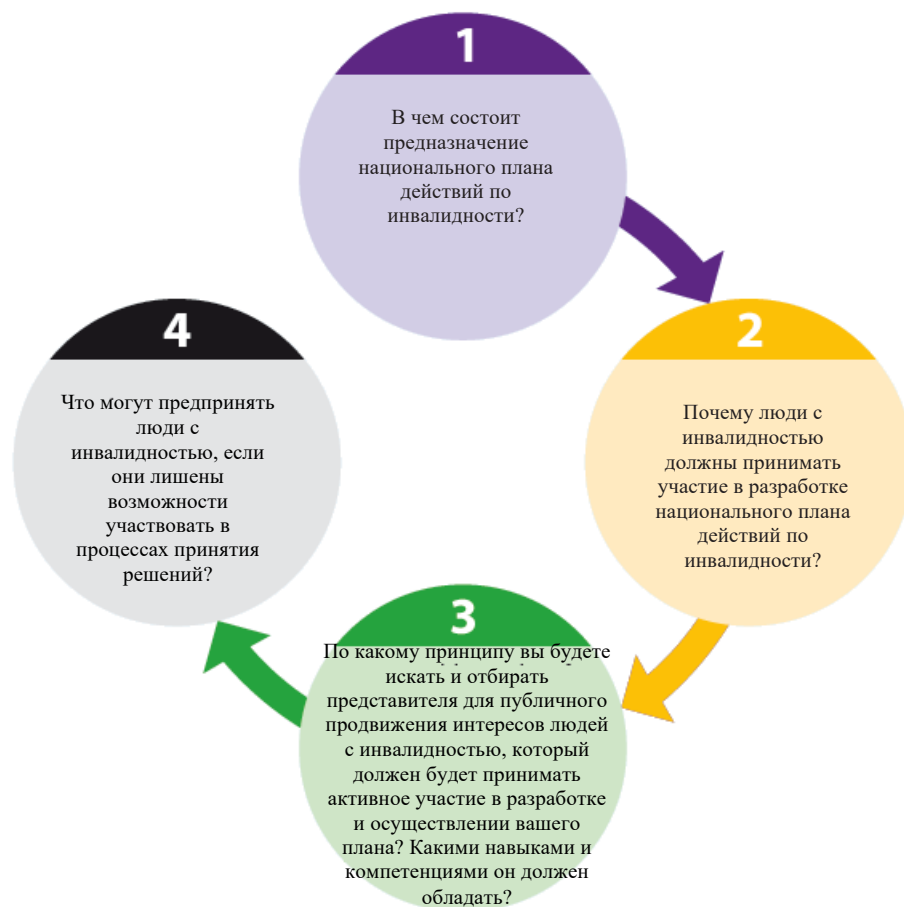 1
В чем состоит
предназначение
национального плана
действий по
инвалидности?
2
Почему люди с
инвалидностью
должны принимать
участие в разработке
национального плана
действий по
инвалидности?
3
По какому принципу вы будете
искать и отбирать
представителя для публичного
продвижения интересов людей
с инвалидностью, который
должен будет принимать
активное участие в разработке
и осуществлении вашего
плана? Какими навыками и
компетенциями он должен
обладать?
4
Что могут предпринять
люди с
инвалидностью, если
они лишены
возможности
участвовать в
процессах принятия
решений?